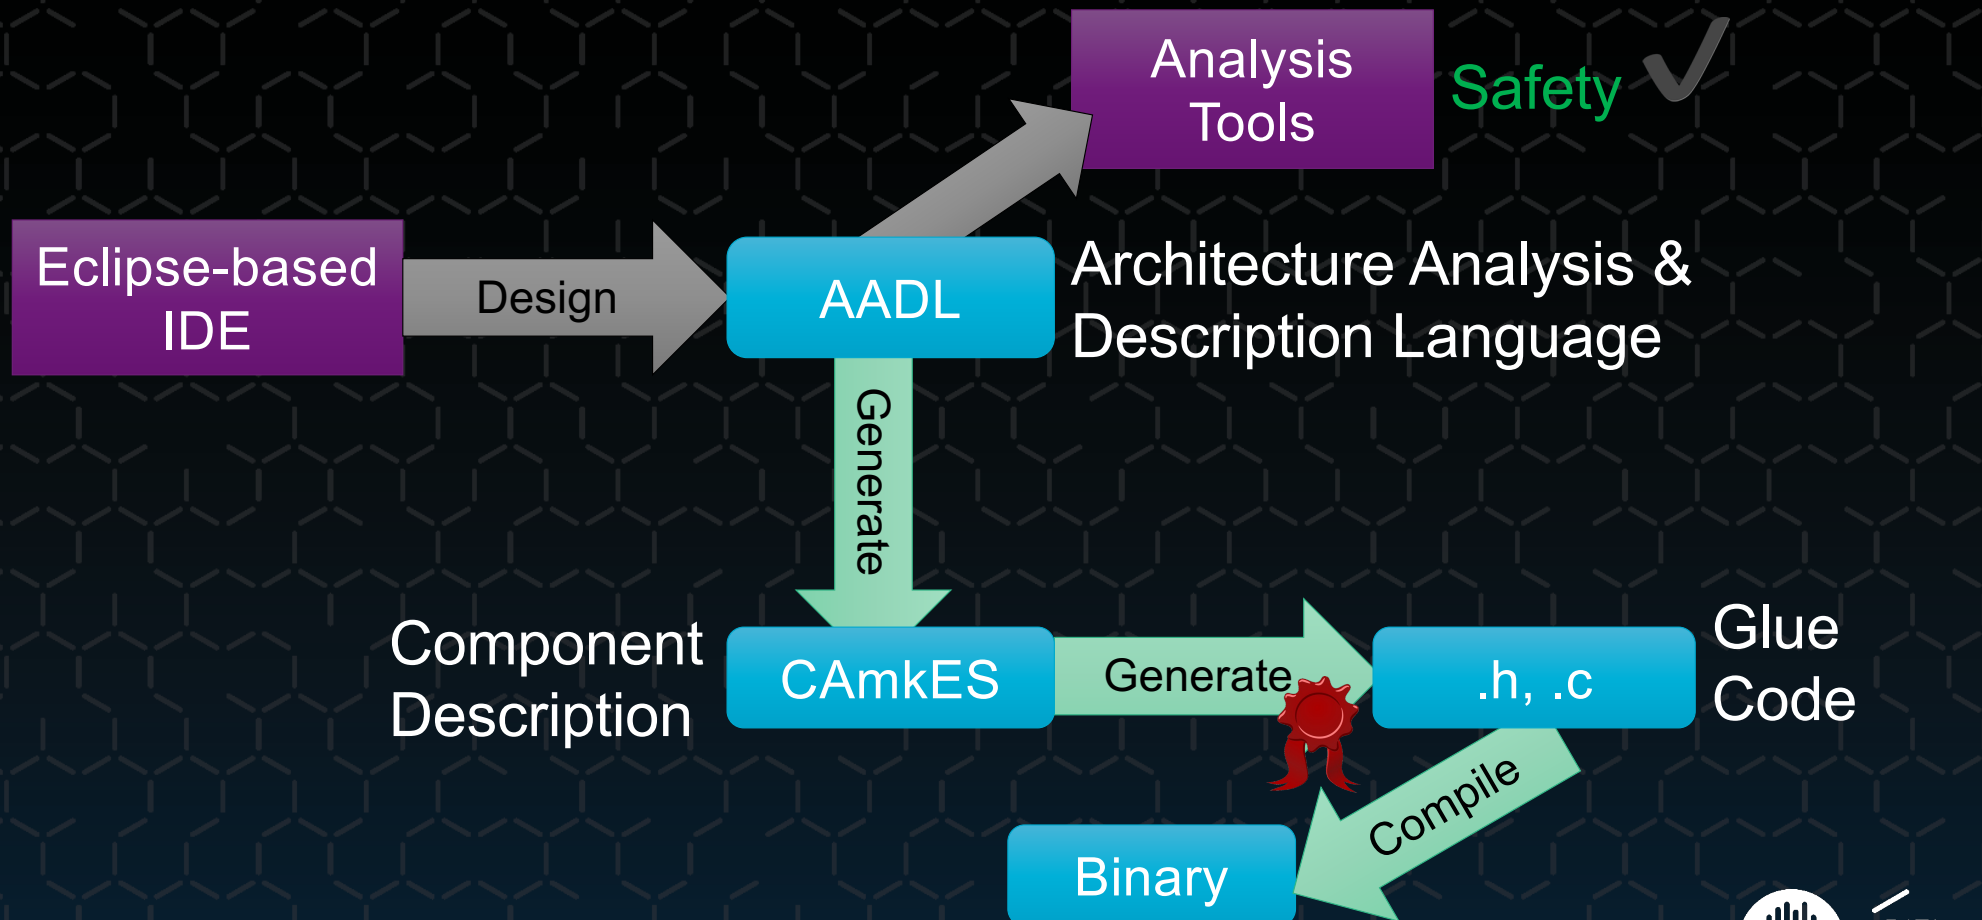 Analysis
Tools
Safety
Eclipse-based
IDE
Design
AADL
Architecture Analysis &
Description Language
Generate
Component
Description
CAmkES
Generate
.h, .c
Glue
Code
Compile
Binary